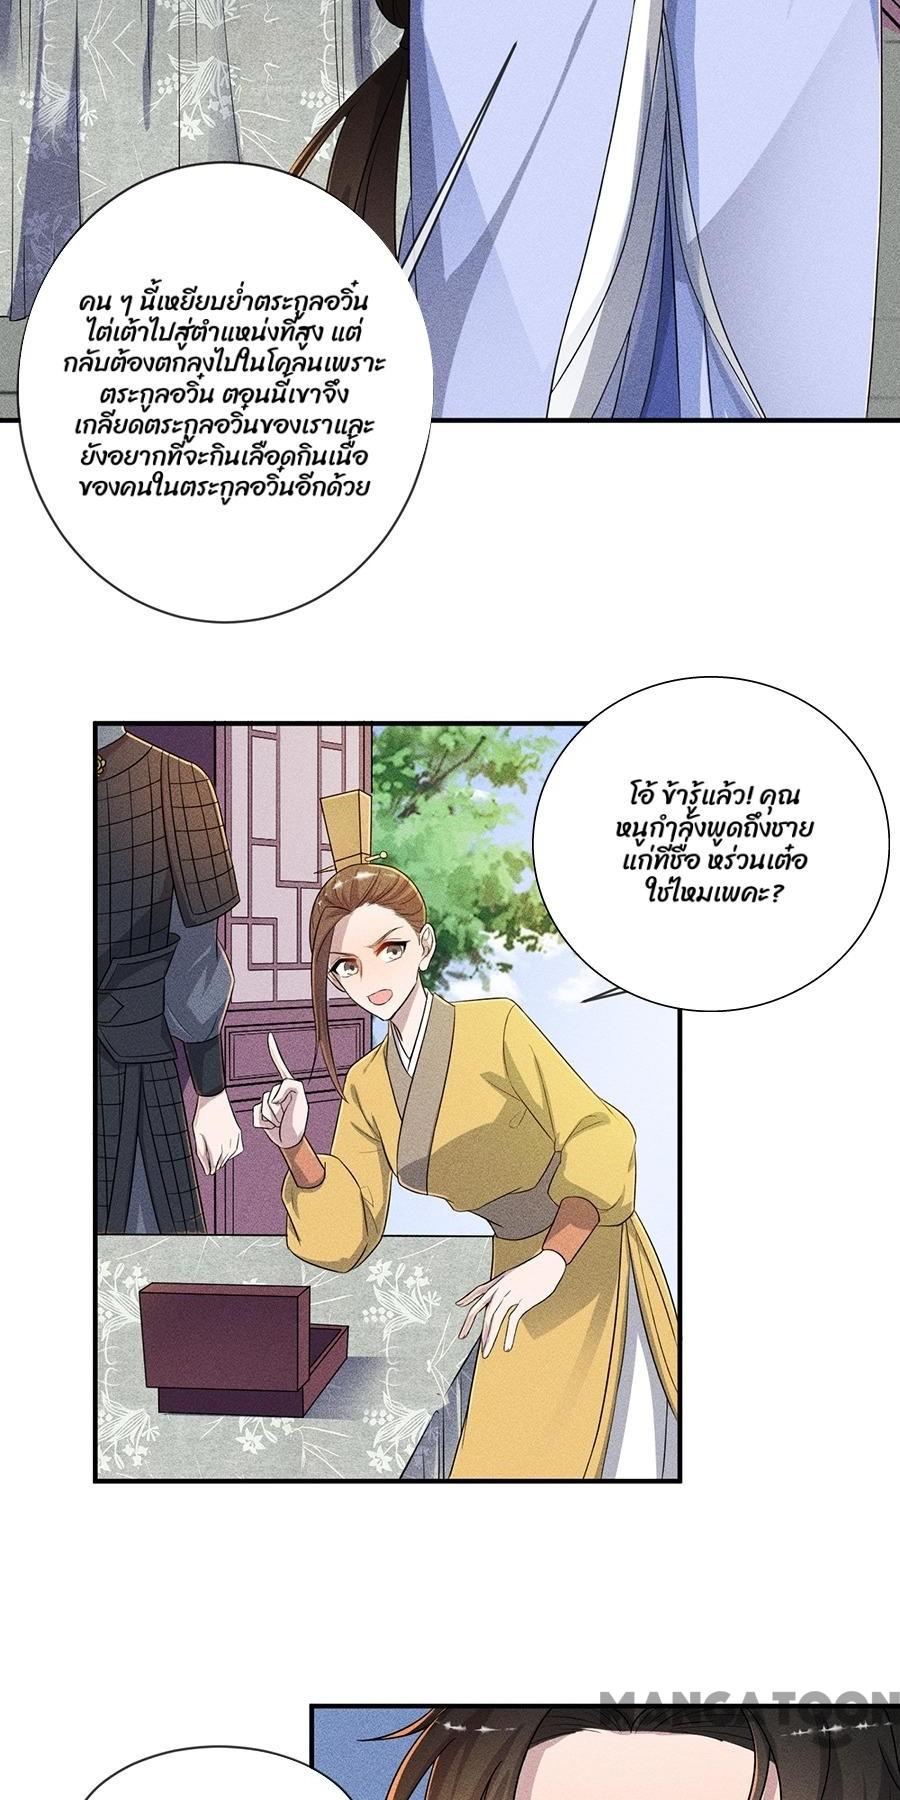 คน ๆ นี้เหยียบย่ำตระกูลอวิ๋น
ไต่เต้าไปสู่ตำแหน่งที่สูง แต่
กลับต้องตกลงไปในโคลนเพราะ
ตระกูลอวิ๋น ตอนนี้เขาจึง
เกลียดตระกูลอวิ๋นของเราและ
ยังอยากที่จะกินเลือดกินเนื้อ
ของคนในตระกูลอวิ๋นอีกด้วย
โอ้ ข้ารู้แล้ว! คุณ
หนูกำลังพูดถึงชาย
แก่ที่ชื่อ หร่วนเต๋อ
ใช่ไหมเพคะ?
MANGATOON